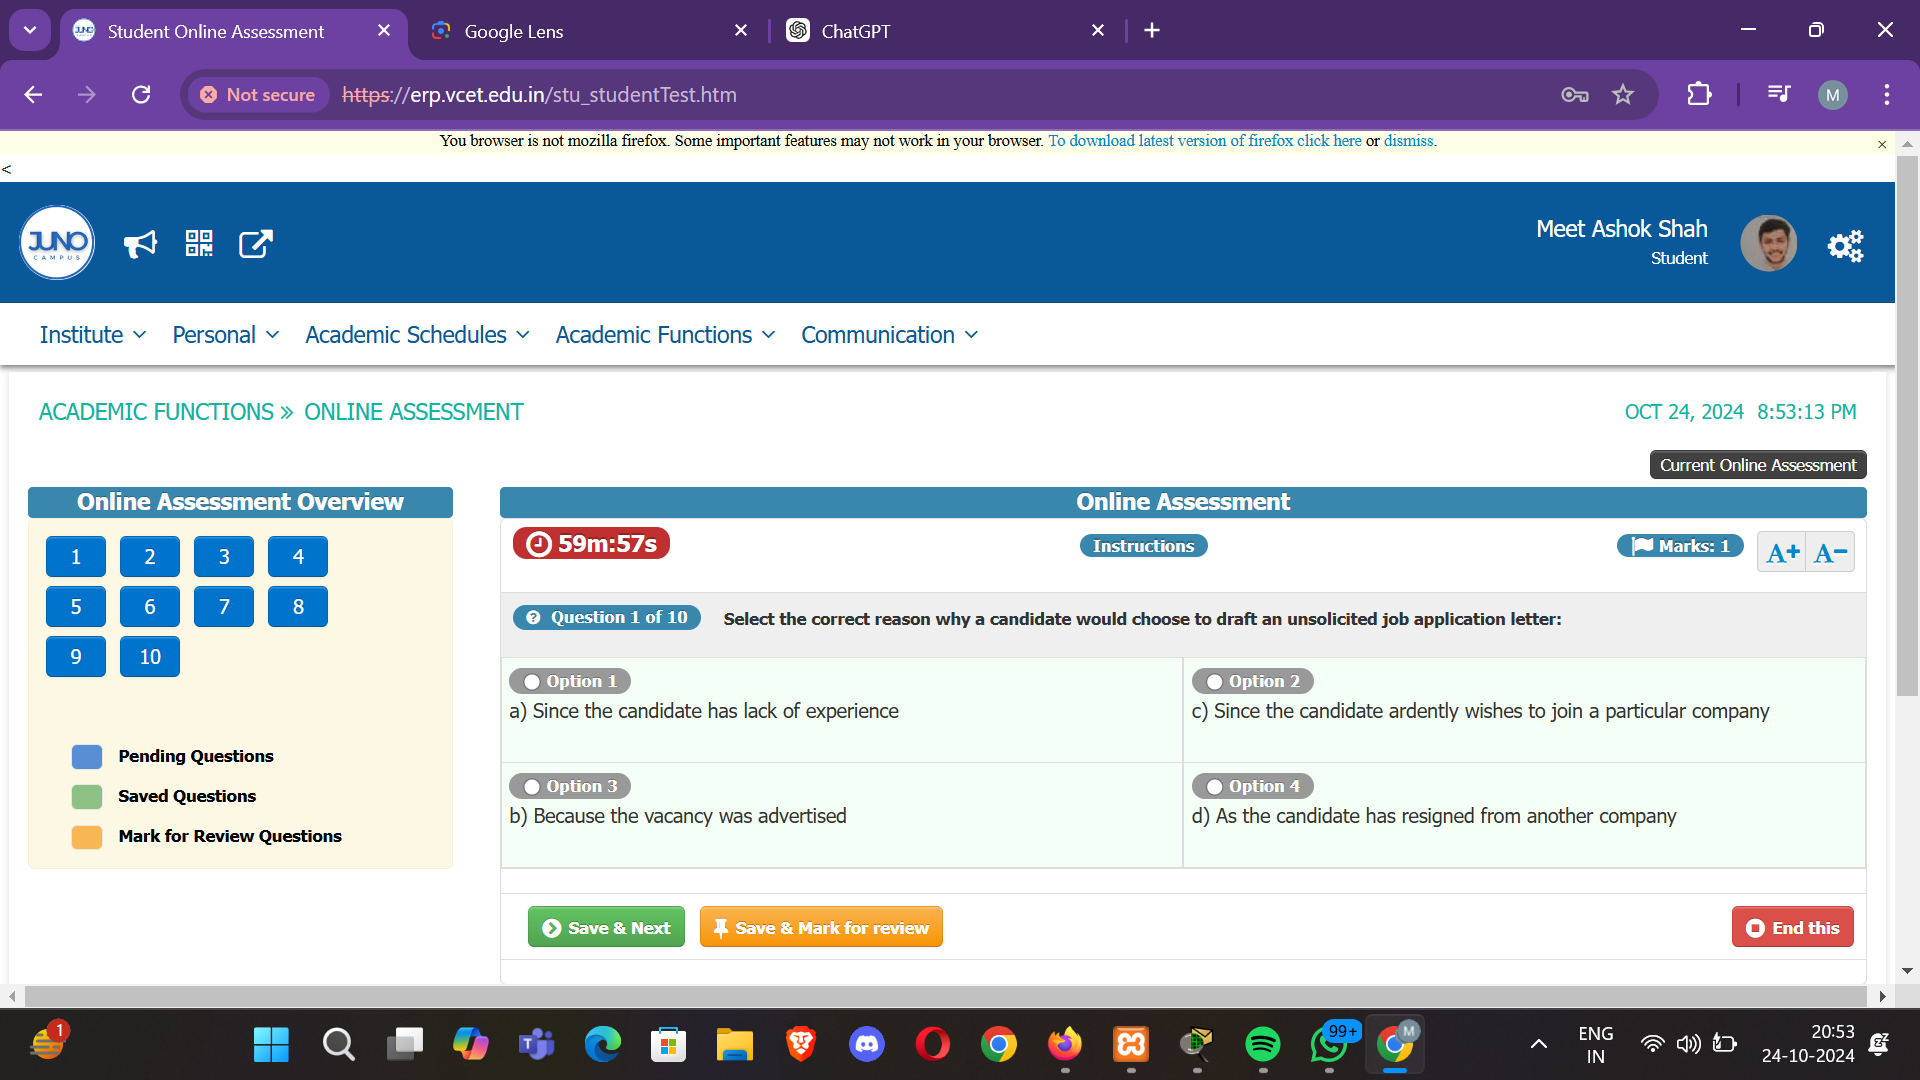 Student Online Assessment
Google Lens
ChatGPT
Not secure
https://erp.vcet.edu.in/stu_studentTest.htm
M
You browser is not mozilla firefox. Some important features may not work in your browser. To download latest version of firefox click here or dismiss.
×
<
JUNO
CAMPUS
Meet Ashok Shah
Student
Institute
Personal
Academic Schedules
Academic Functions
Communication
ACADEMIC FUNCTIONS » ONLINE ASSESSMENT
OCT 24, 2024 8:53:13 PM
Current Online Assessment
Online Assessment Overview
1 2 3 4
5 6 7 8
9 10
Pending Questions
Saved Questions
Mark for Review Questions
Online Assessment
59m:57s
Instructions
Marks: 1
A+ A-
Question 1 of 10
Select the correct reason why a candidate would choose to draft an unsolicited job application letter:
Option 1
a) Since the candidate has lack of experience
Option 2
c) Since the candidate ardently wishes to join a particular company
Option 3
b) Because the vacancy was advertised
Option 4
d) As the candidate has resigned from another company
Save & Next
Save & Mark for review
End this
1
99+
M
ENG
IN
20:53
24-10-2024